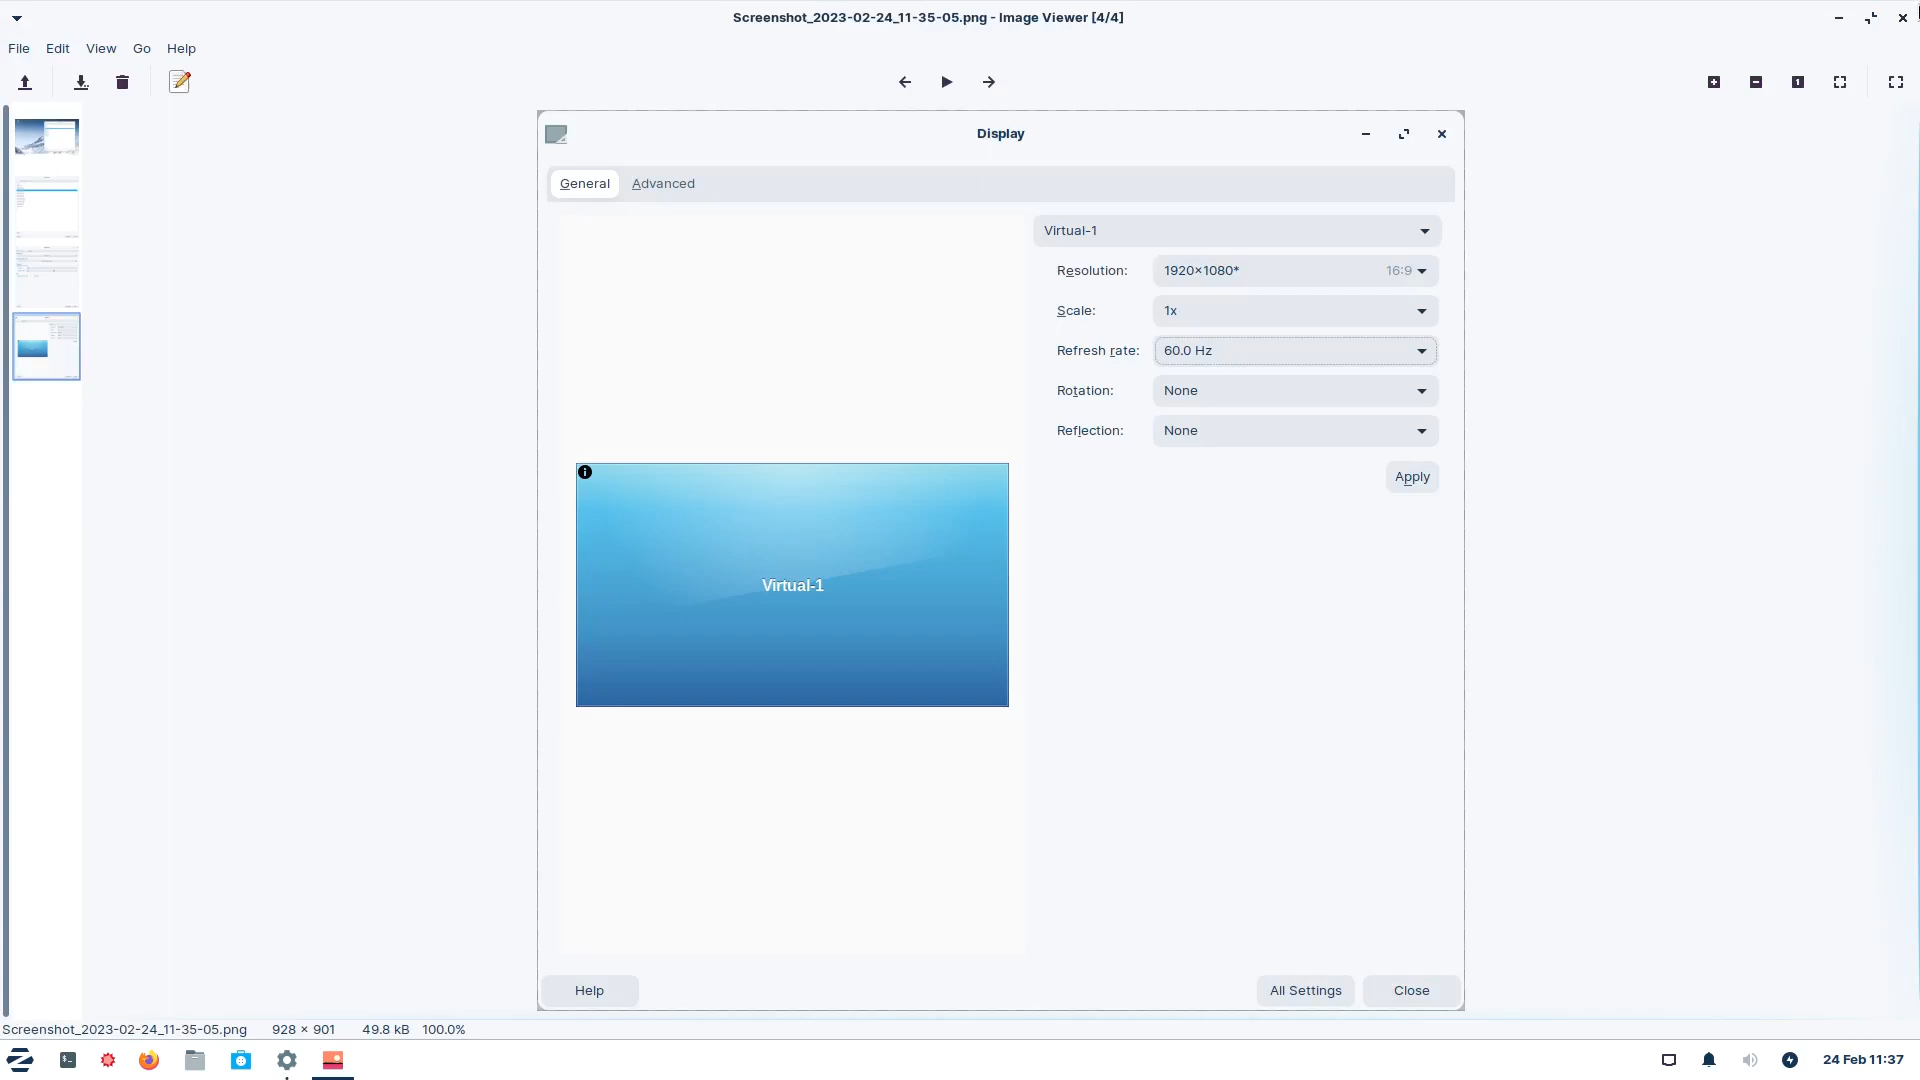 Screenshot_2023-02-24_11-35-05.png - Image Viewer [4/4]
File Edit View Go Help
Display
General Advanced
Virtual-1
Resolution: 1920×1080* 16:9
Scale: 1x
Refresh rate: 60.0 Hz
Rotation: None
Reflection: None
Apply
Virtual-1
Help All Settings Close
Screenshot_2023-02-24_11-35-05.png 928 × 901 49.8 kB 100.0%
24 Feb 11:37